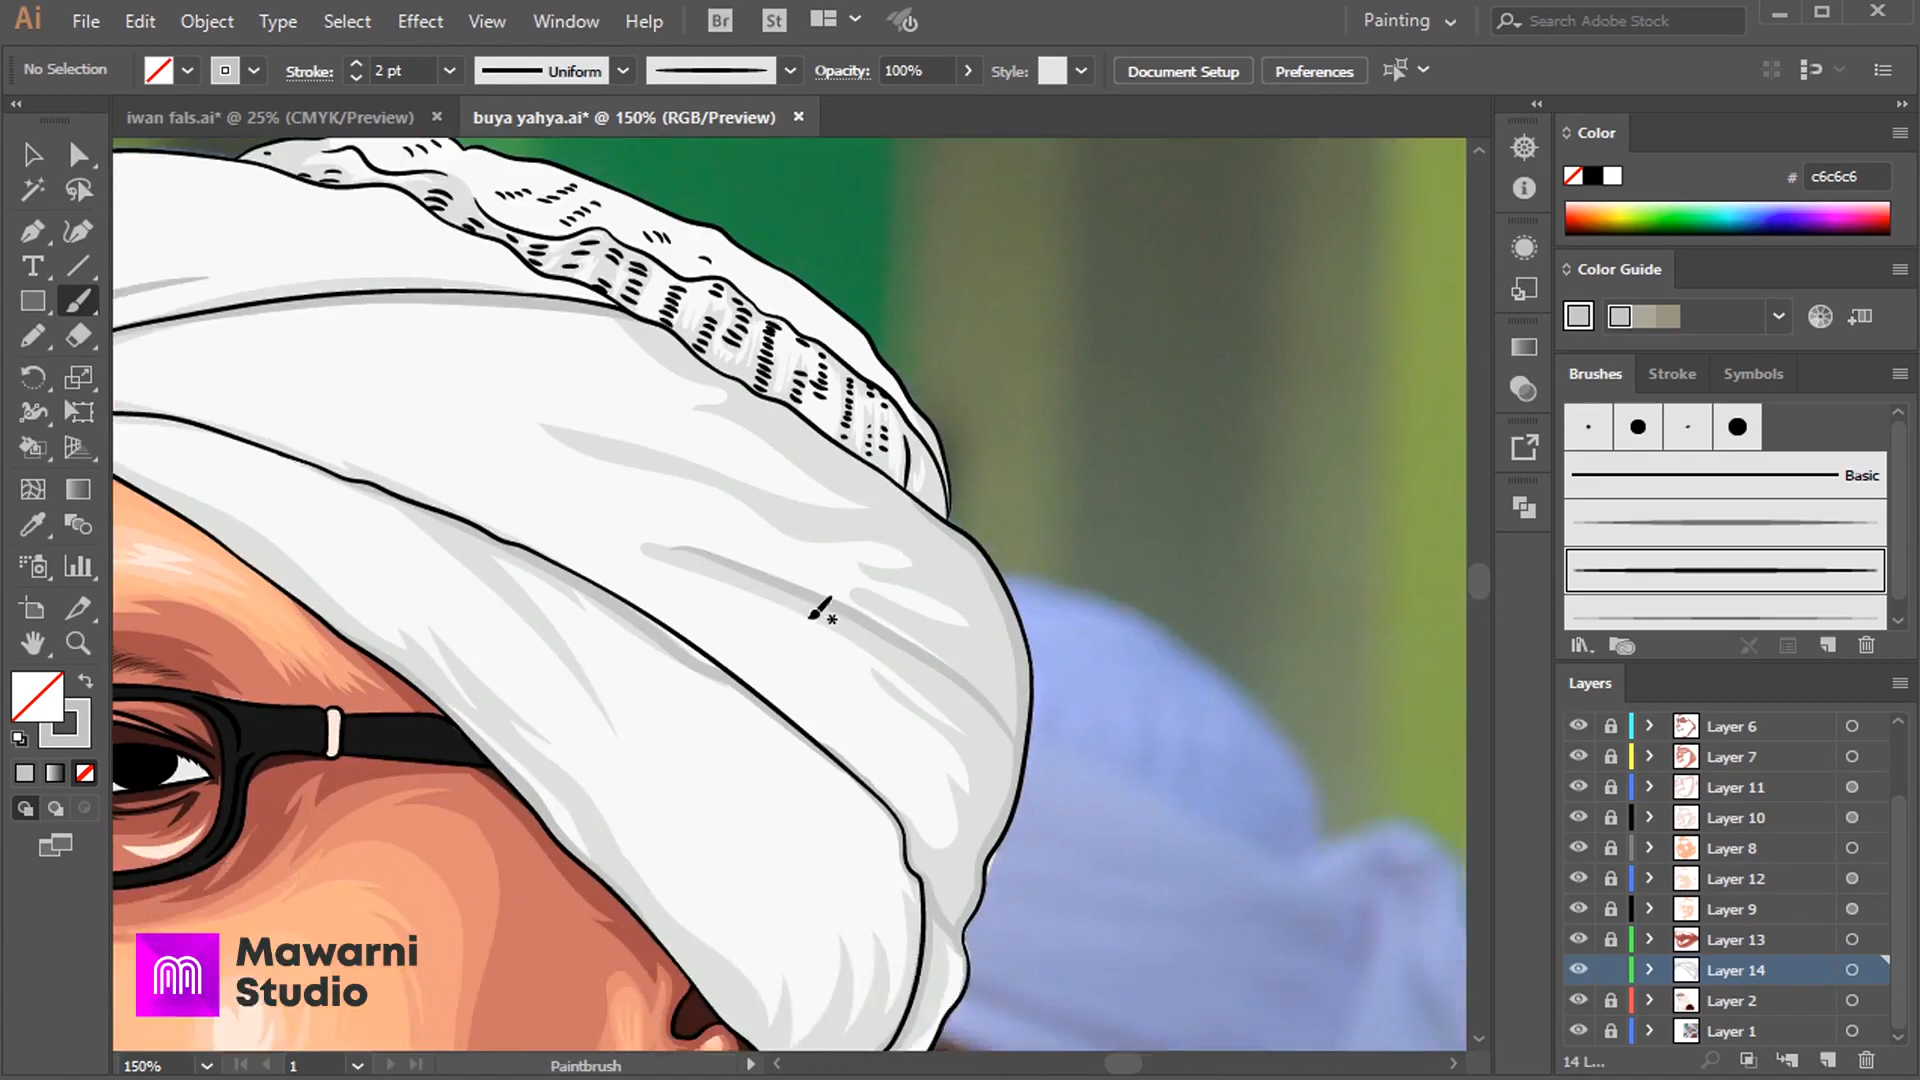 Ai File Edit Object Type Select Effect View Window Help Br St Painting Search Adobe Stock
No Selection Stroke: 2 pt Uniform Opacity: 100% Style: Document Setup Preferences
iwan fals.ai* @ 25% (CMYK/Preview) buya yahya.ai* @ 150% (RGB/Preview)
Color
# c6c6c6
Color Guide
Brushes Stroke Symbols
Basic
Layers
Layer 6
Layer 7
Layer 11
Layer 10
Layer 8
Layer 12
Layer 9
Layer 13
Layer 14
Layer 2
Layer 1
Mawarni
Studio
150% 1 Paintbrush 14 L...